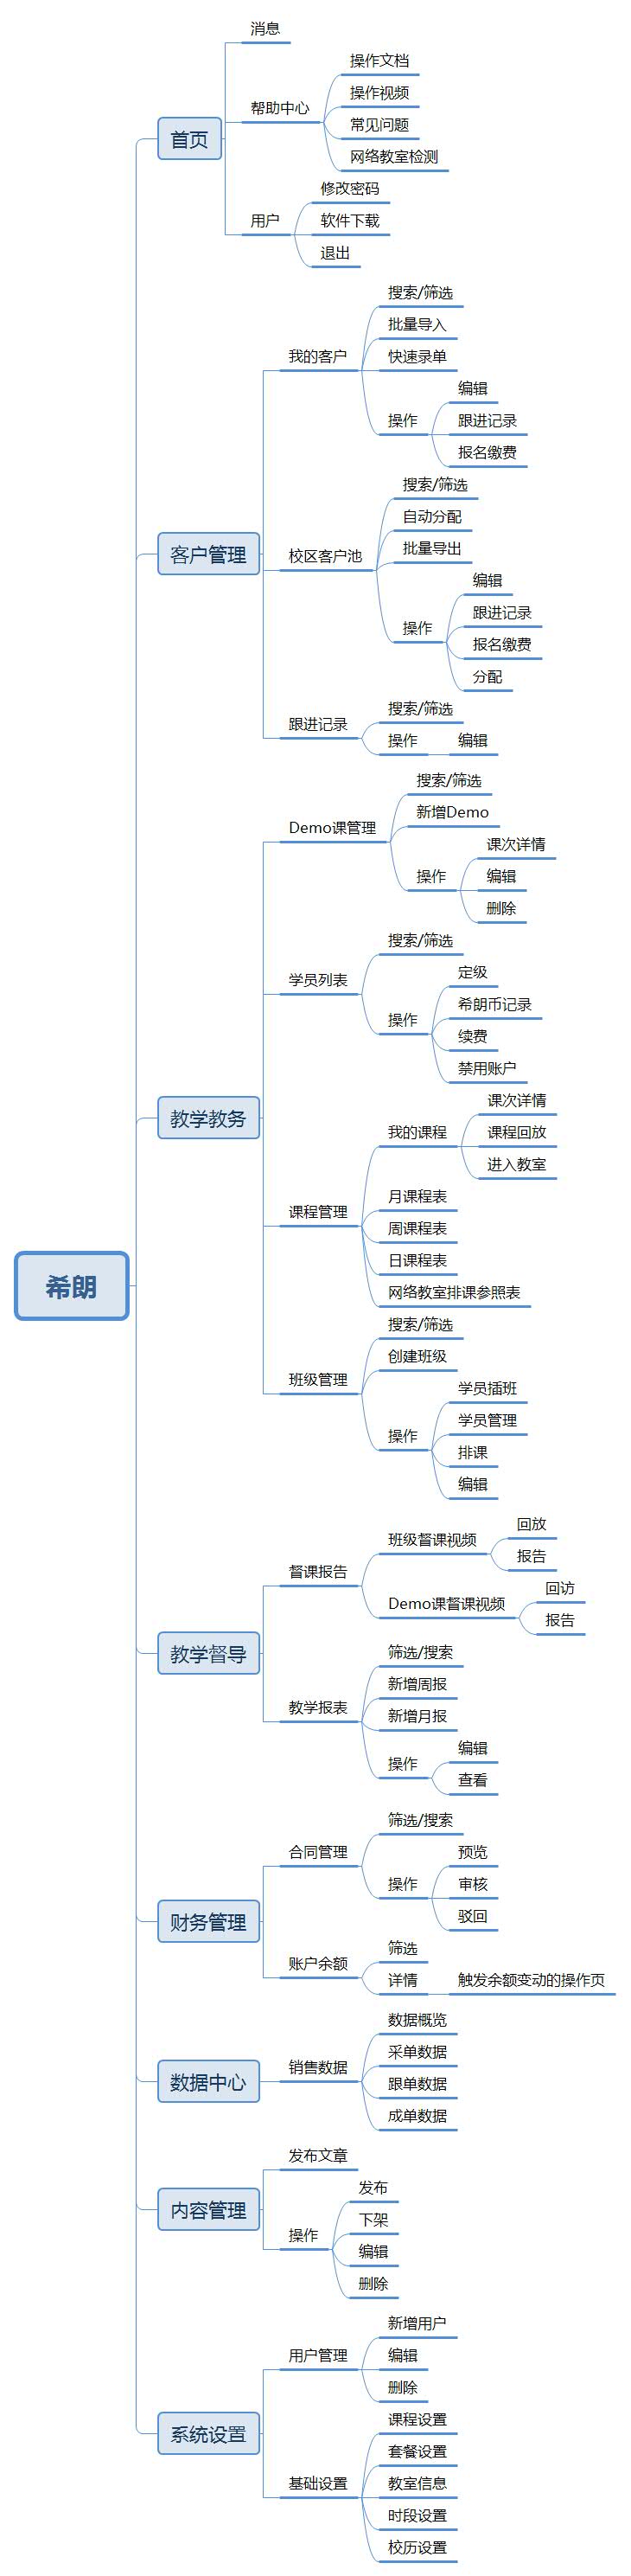 希朗
首页
消息
帮助中心
操作文档
操作视频
常见问题
网络教室检测
用户
修改密码
软件下载
退出
客户管理
我的客户
搜索/筛选
批量导入
快速录单
操作
编辑
跟进记录
报名缴费
校区客户池
搜索/筛选
自动分配
批量导出
操作
编辑
跟进记录
报名缴费
分配
跟进记录
搜索/筛选
操作
编辑
教学教务
Demo课管理
搜索/筛选
新增Demo
操作
课次详情
编辑
删除
学员列表
搜索/筛选
操作
定级
希朗币记录
续费
禁用账户
课程管理
我的课程
课次详情
课程回放
进入教室
月课程表
周课程表
日课程表
网络教室排课参照表
班级管理
搜索/筛选
创建班级
操作
学员插班
学员管理
排课
编辑
教学督导
督课报告
班级督课视频
回放
报告
Demo课督课视频
回访
报告
教学报表
筛选/搜索
新增周报
新增月报
操作
编辑
查看
财务管理
合同管理
筛选/搜索
操作
预览
审核
驳回
账户余额
筛选
详情
触发余额变动的操作页
数据中心
销售数据
数据概览
采单数据
跟单数据
成单数据
内容管理
发布文章
操作
发布
下架
编辑
删除
系统设置
用户管理
新增用户
编辑
删除
基础设置
课程设置
套餐设置
教室信息
时段设置
校历设置